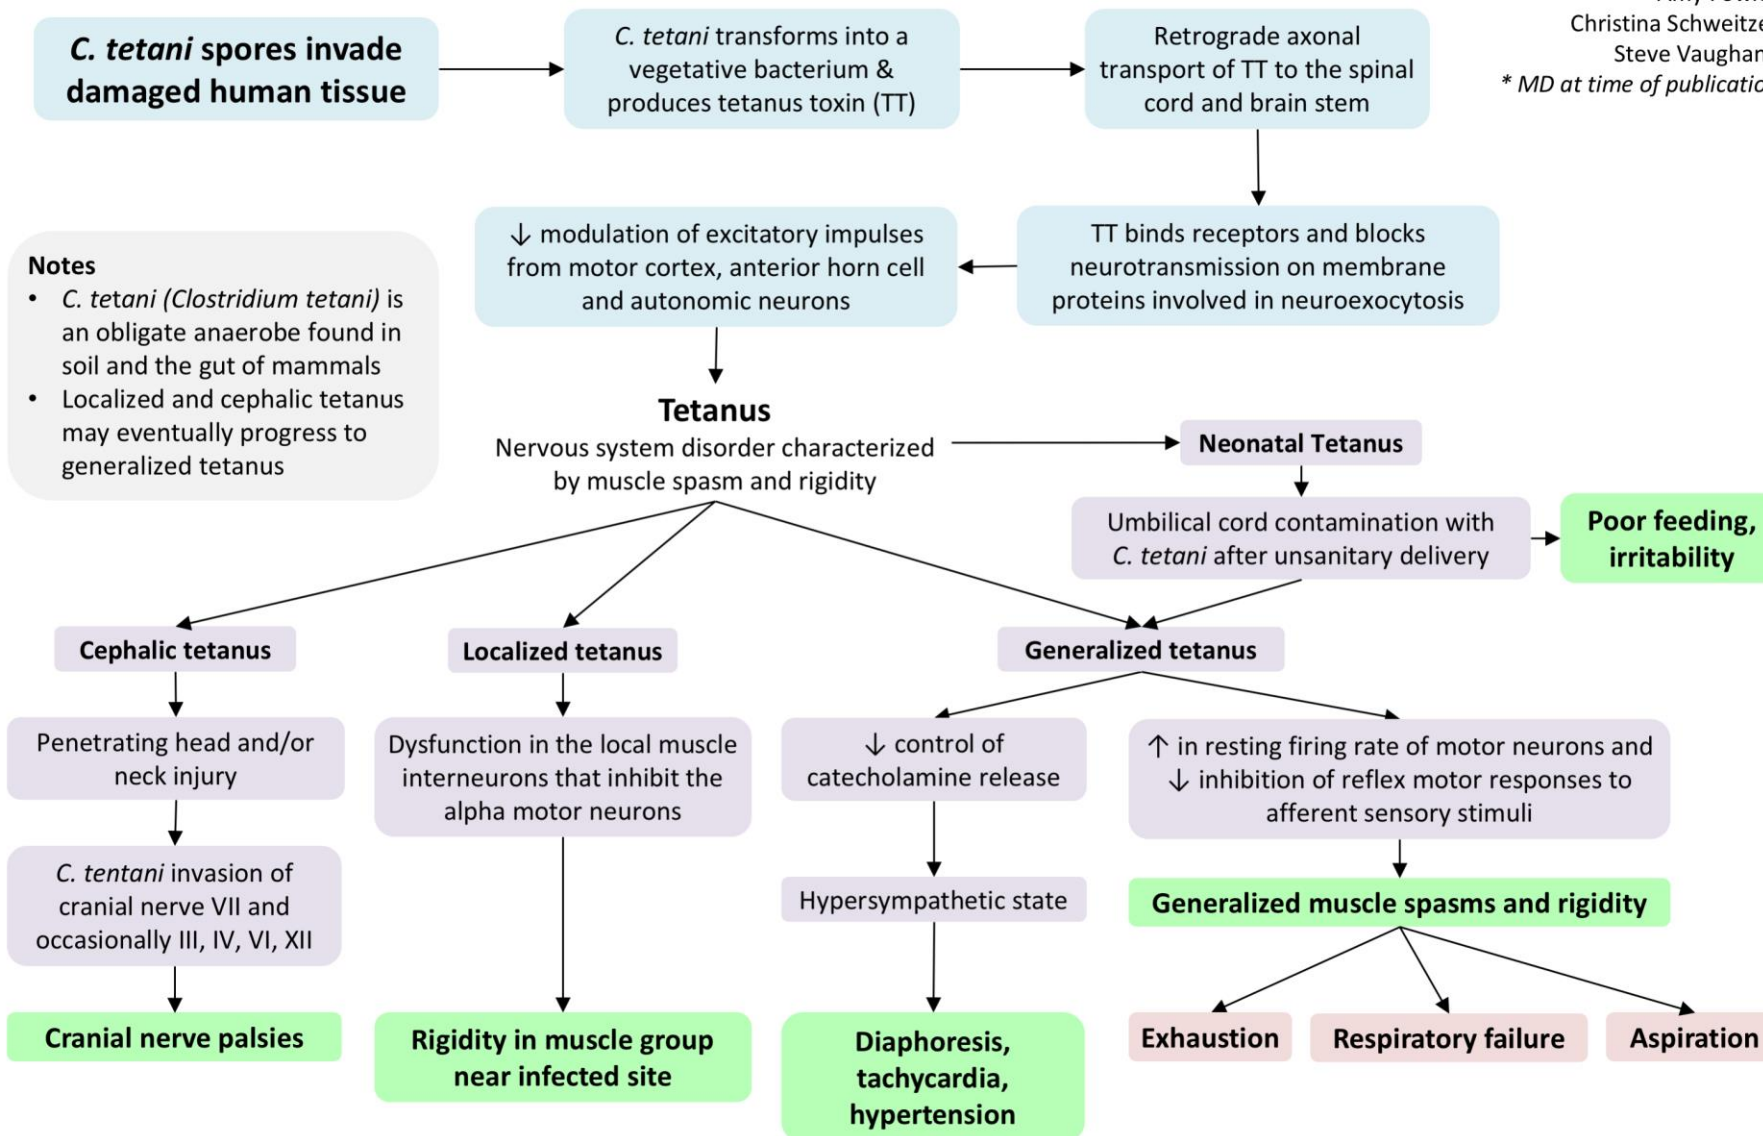 Christina Schweitze
Steve Vaughan
* MD at time of publicatio
C. tetani spores invade
damaged human tissue
C. tetani transforms into a
vegetative bacterium &
produces tetanus toxin (TT)
Retrograde axonal
transport of TT to the spinal
cord and brain stem
TT binds receptors and blocks
neurotransmission on membrane
proteins involved in neuroexocytosis
↓ modulation of excitatory impulses
from motor cortex, anterior horn cell
and autonomic neurons
Notes
• C. tetani (Clostridium tetani) is
an obligate anaerobe found in
soil and the gut of mammals
• Localized and cephalic tetanus
may eventually progress to
generalized tetanus
Tetanus
Nervous system disorder characterized
by muscle spasm and rigidity
Neonatal Tetanus
Umbilical cord contamination with
C. tetani after unsanitary delivery
Poor feeding,
irritability
Cephalic tetanus
Penetrating head and/or
neck injury
C. tentani invasion of
cranial nerve VII and
occasionally III, IV, VI, XII
Cranial nerve palsies
Localized tetanus
Dysfunction in the local muscle
interneurons that inhibit the
alpha motor neurons
Rigidity in muscle group
near infected site
Generalized tetanus
↓ control of
catecholamine release
Hypersympathetic state
Diaphoresis,
tachycardia,
hypertension
↑ in resting firing rate of motor neurons and
↓ inhibition of reflex motor responses to
afferent sensory stimuli
Generalized muscle spasms and rigidity
Exhaustion
Respiratory failure
Aspiration